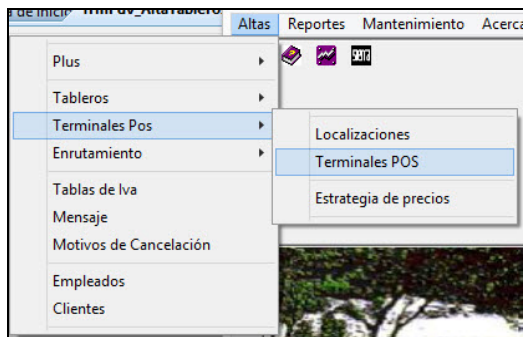 Altas Reportes Mantenimiento
Plus
Tableros
Terminales Pos
Enrutamiento
Tablas de Iva
Mensaje
Motivos de Cancelación
Empleados
Clientes
Localizaciones
Terminales POS
Estrategia de precios